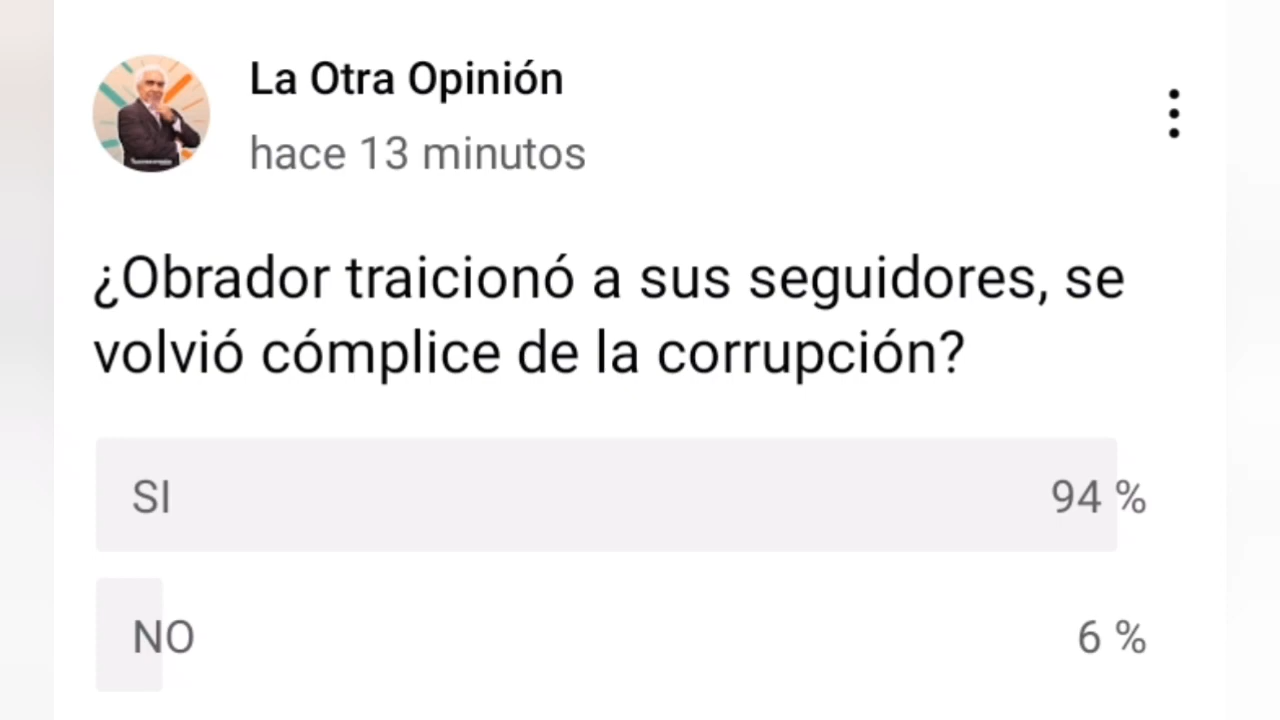 La Otra Opinión
hace 13 minutos
¿Obrador traicionó a sus seguidores, se
volvió cómplice de la corrupción?
SI 94 %
NO 6 %